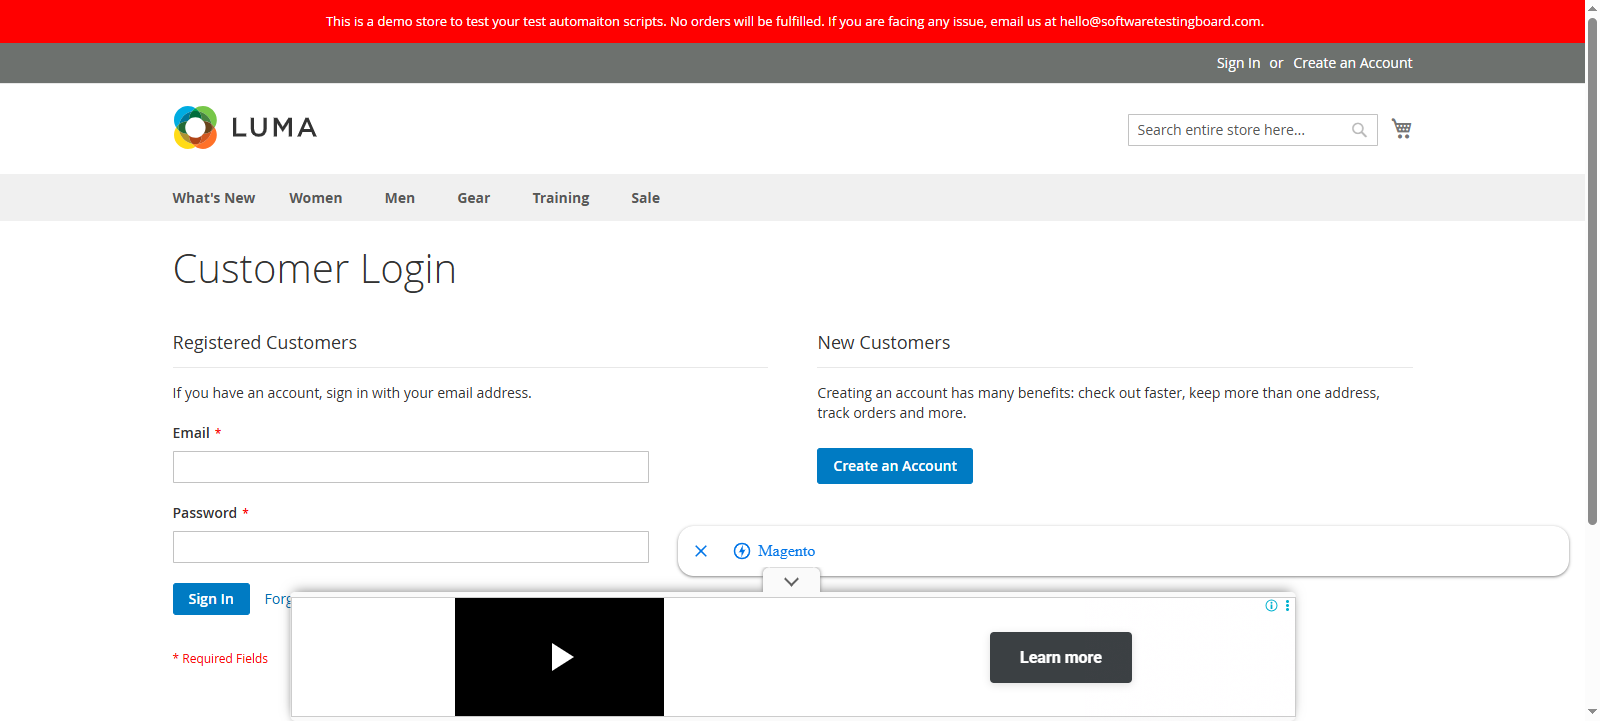 This is a demo store to test your test automaiton scripts. No orders will be fulfilled. If you are facing any issue, email us at hello@softwaretestingboard.com.
Sign In or Create an Account
LUMA
Search entire store here...
What's New Women Men Gear Training Sale
Customer Login
Registered Customers
If you have an account, sign in with your email address.
Email *
Password *
Sign In
* Required Fields
New Customers
Creating an account has many benefits: check out faster, keep more than one address,
track orders and more.
Create an Account
Magento
Learn more